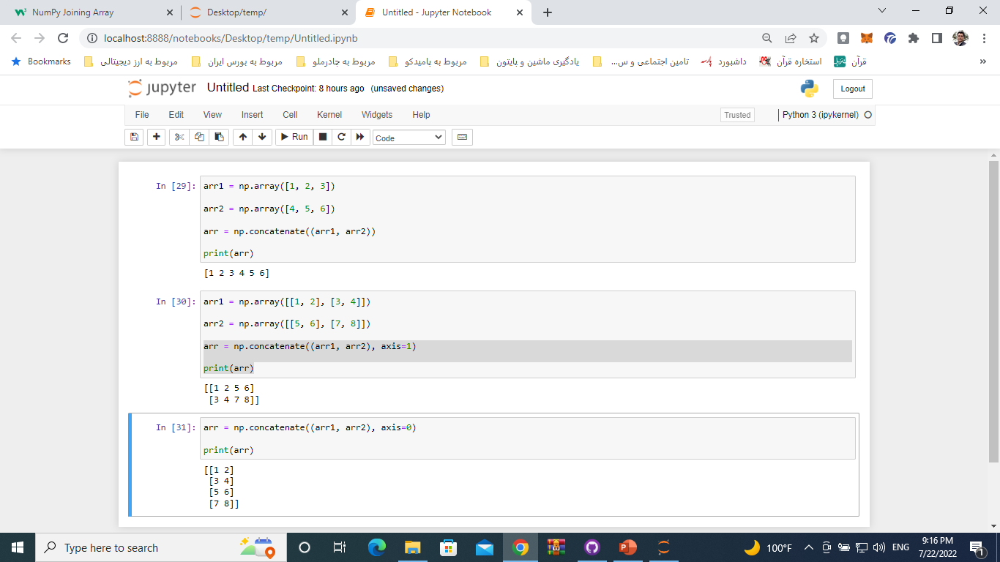 NumPy Joining Array
Desktop/temp/
Untitled - Jupyter Notebook
localhost:8888/notebooks/Desktop/temp/Untitled.ipynb
Bookmarks
مربوط به ارز دیجیتالی
مربوط به بورس ایران
مربوط به چادرملو
مربوط به پامیدکو
یادگیری ماشین و پایتون
تامین اجتماعی و س...
داشبورد
استخاره قرآن
قرآن
»
jupyter Untitled Last Checkpoint: 8 hours ago (unsaved changes)
Logout
File Edit View Insert Cell Kernel Widgets Help
Trusted
Python 3 (ipykernel)
Run
Code
In [29]: arr1 = np.array([1, 2, 3])
arr2 = np.array([4, 5, 6])
arr = np.concatenate((arr1, arr2))
print(arr)
[1 2 3 4 5 6]
In [30]: arr1 = np.array([[1, 2], [3, 4]])
arr2 = np.array([[5, 6], [7, 8]])
arr = np.concatenate((arr1, arr2), axis=1)
print(arr)
[[1 2 5 6]
[3 4 7 8]]
In [31]: arr = np.concatenate((arr1, arr2), axis=0)
print(arr)
[[1 2]
[3 4]
[5 6]
[7 8]]
Type here to search
100°F
ENG
9:16 PM
7/22/2022
1